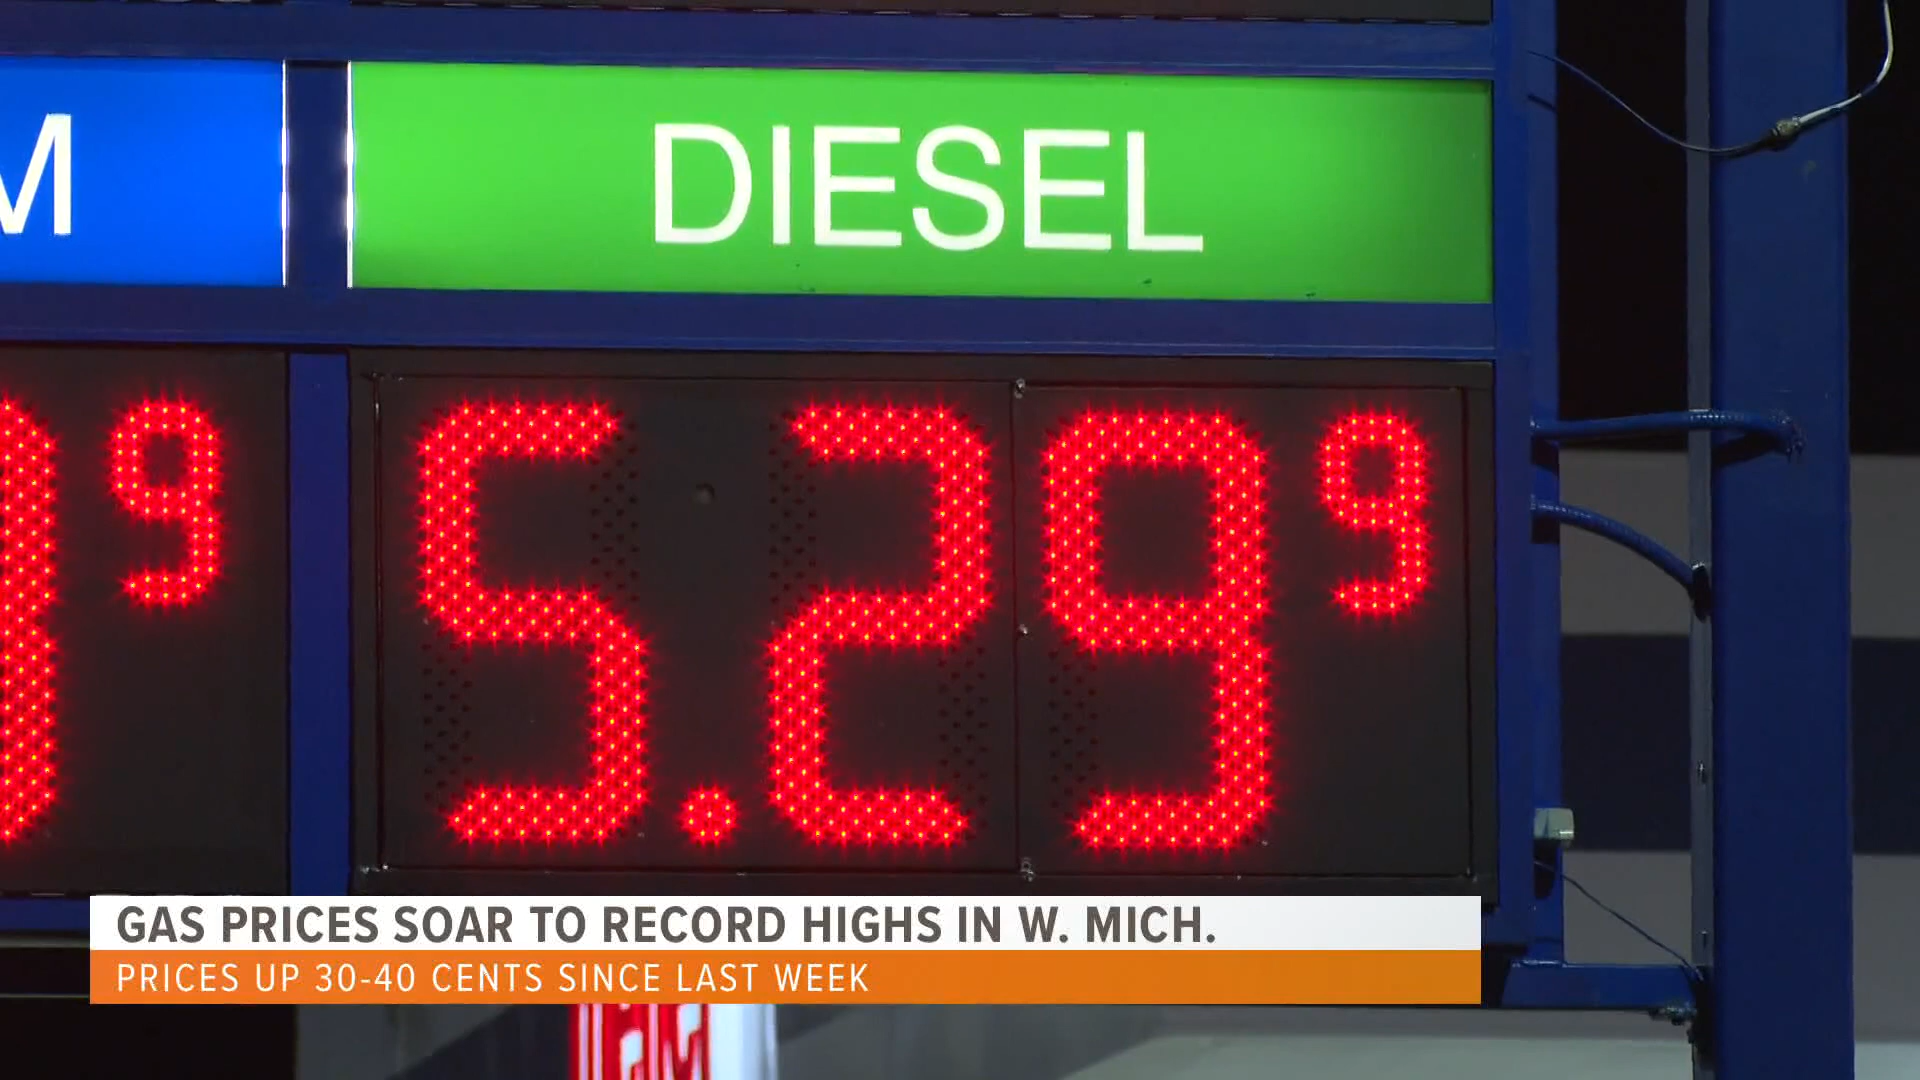 M DIESEL
9 5.29 9
GAS PRICES SOAR TO RECORD HIGHS IN W. MICH.
PRICES UP 30-40 CENTS SINCE LAST WEEK